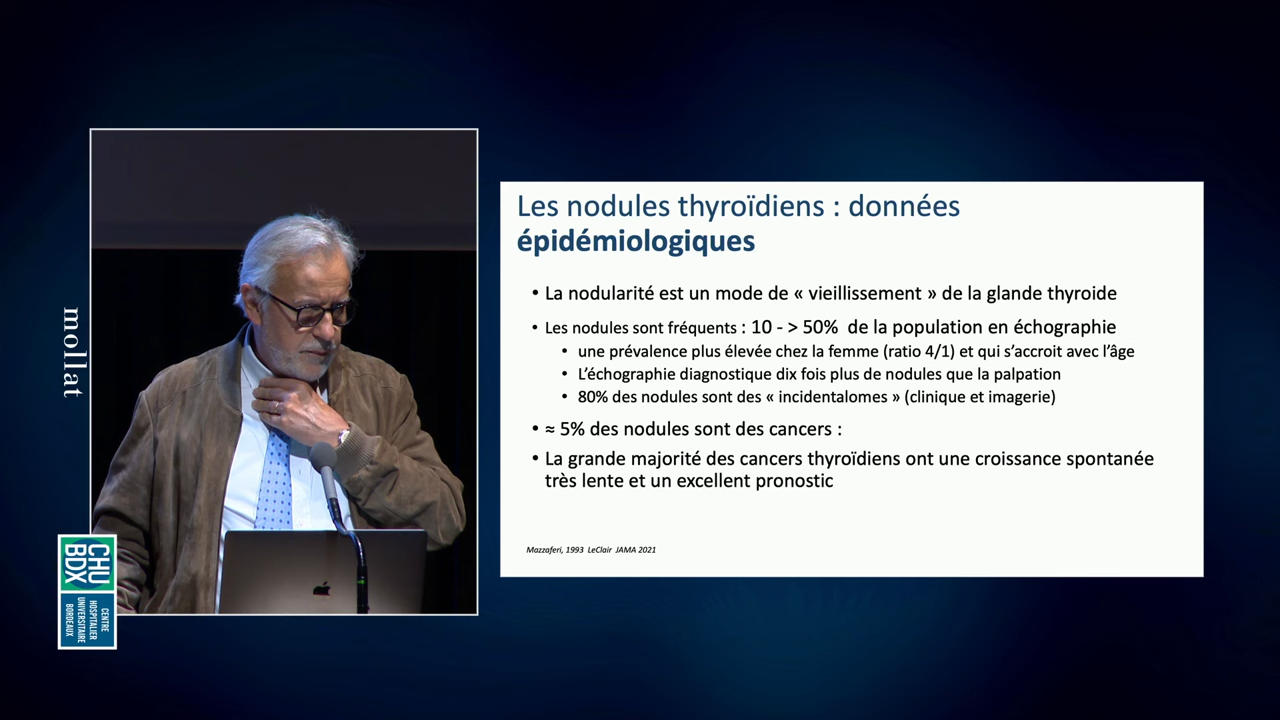 mollat
CHU
BDX
CENTRE
HOSPITALIER
UNIVERSITAIRE
BORDEAUX
Les nodules thyroïdiens : données
épidémiologiques
• La nodularité est un mode de « vieillissement » de la glande thyroide
• Les nodules sont fréquents : 10 - > 50% de la population en échographie
• une prévalence plus élevée chez la femme (ratio 4/1) et qui s’accroit avec l’âge
• L’échographie diagnostique dix fois plus de nodules que la palpation
• 80% des nodules sont des « incidentalomes » (clinique et imagerie)
• ≈ 5% des nodules sont des cancers :
• La grande majorité des cancers thyroïdiens ont une croissance spontanée
très lente et un excellent pronostic
Mazzaferi, 1993 LeClair JAMA 2021